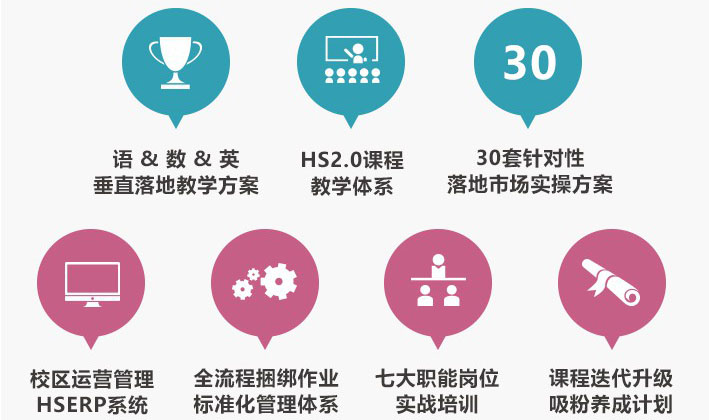 30
语 & 数 & 英
垂直落地教学方案
HS2.0课程
教学体系
30套针对性
落地市场实操方案
校区运营管理
HSERP系统
全流程捆绑作业
标准化管理体系
七大职能岗位
实战培训
课程迭代升级
吸粉养成计划